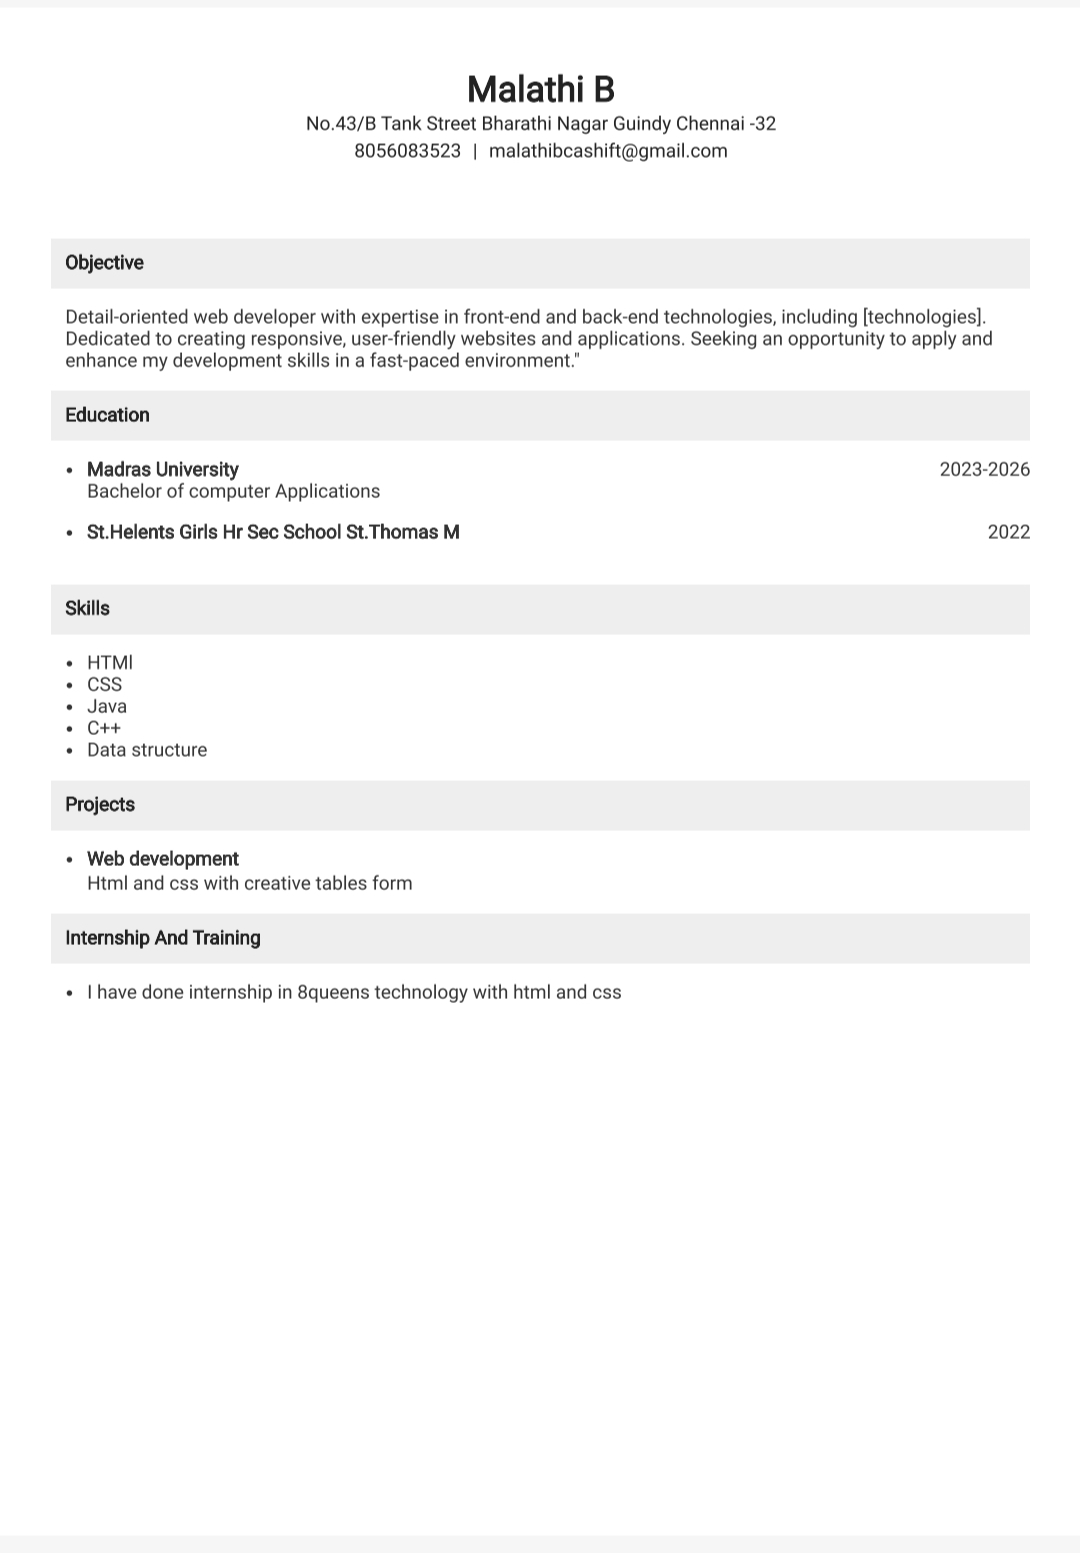 Malathi B
No.43/B Tank Street Bharathi Nagar Guindy Chennai -32
8056083523 | malathibcashift@gmail.com
Objective
Detail-oriented web developer with expertise in front-end and back-end technologies, including [technologies].
Dedicated to creating responsive, user-friendly websites and applications. Seeking an opportunity to apply and
enhance my development skills in a fast-paced environment."
Education
• Madras University 2023-2026
Bachelor of computer Applications
• St.Helents Girls Hr Sec School St.Thomas M 2022
Skills
• HTMl
• CSS
• Java
• C++
• Data structure
Projects
• Web development
Html and css with creative tables form
Internship And Training
• I have done internship in 8queens technology with html and css